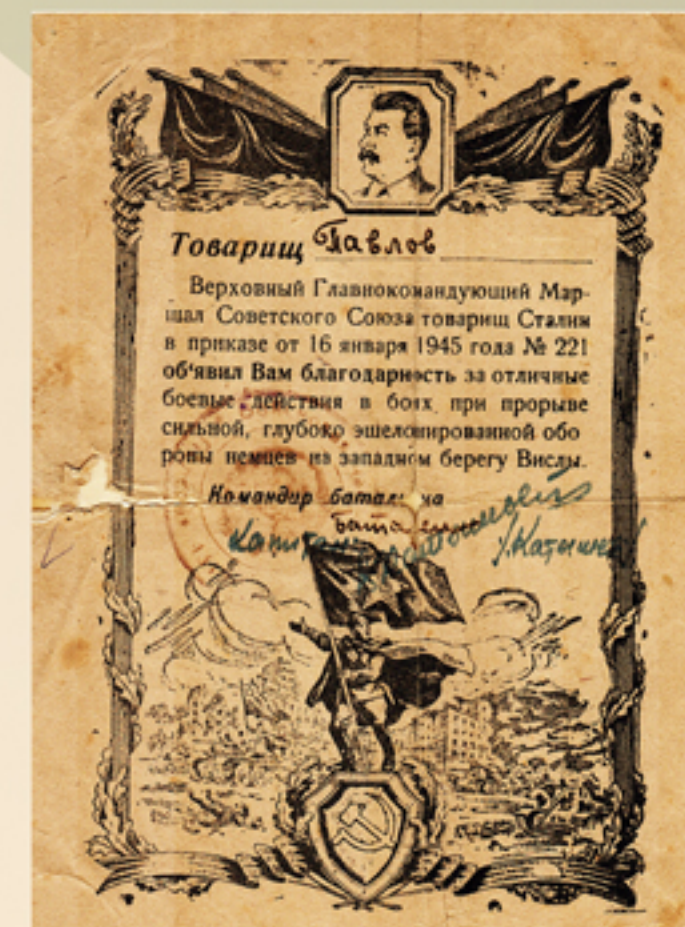 Товарищ Павлов
Верховный Главнокомандующий Мар-
шал Советского Союза товарищ Сталин
в приказе от 16 января 1945 года № 221
об‘явил Вам благодарность за отличные
боевые действия в боях при прорыве
сильной, глубоко эшелонированной обо
роны немцев на западном берегу Вислы.
Командир батальона
Капитан